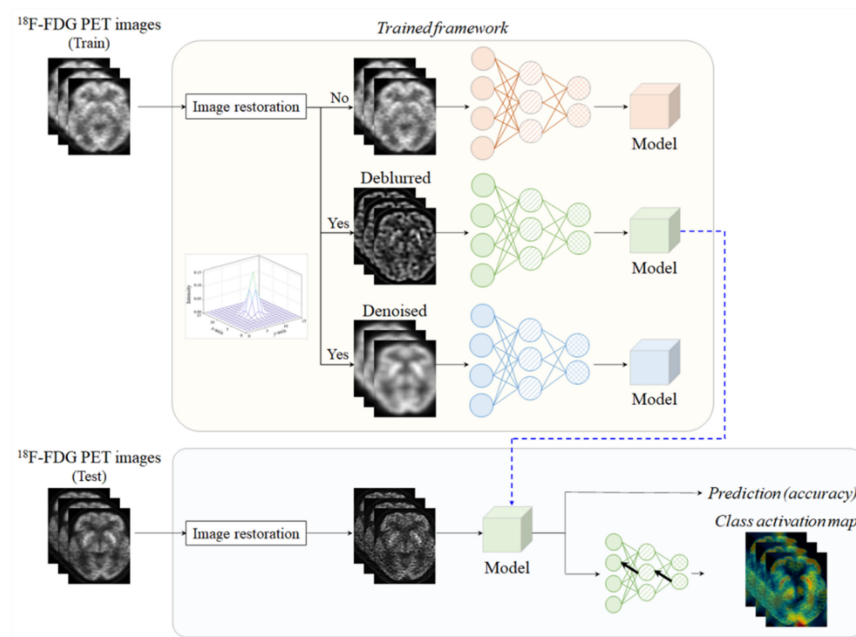 18F-FDG PET images
(Train)
Trained framework
Image restoration
No
Model
Deblurred
Yes
Model
Denoised
Yes
Model
Intensity
18F-FDG PET images
(Test)
Image restoration
Model
Prediction (accuracy)
Class activation map